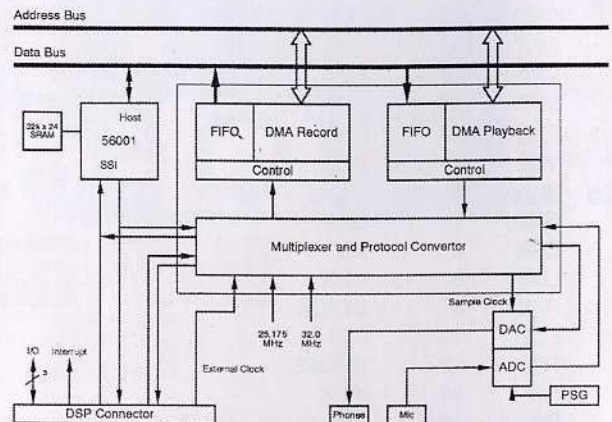 Address Bus
Data Bus
Host
56001
SSI
32k x 24
SRAM
FIFO
DMA Record
Control
FIFO
DMA Playback
Control
Multiplexer and Protocol Convertor
Sample Clock
25.175
MHz
32.0
MHz
DAC
ADC
I/O
3
Interrupt
External Clock
DSP Connector
Phones
Mic
PSG